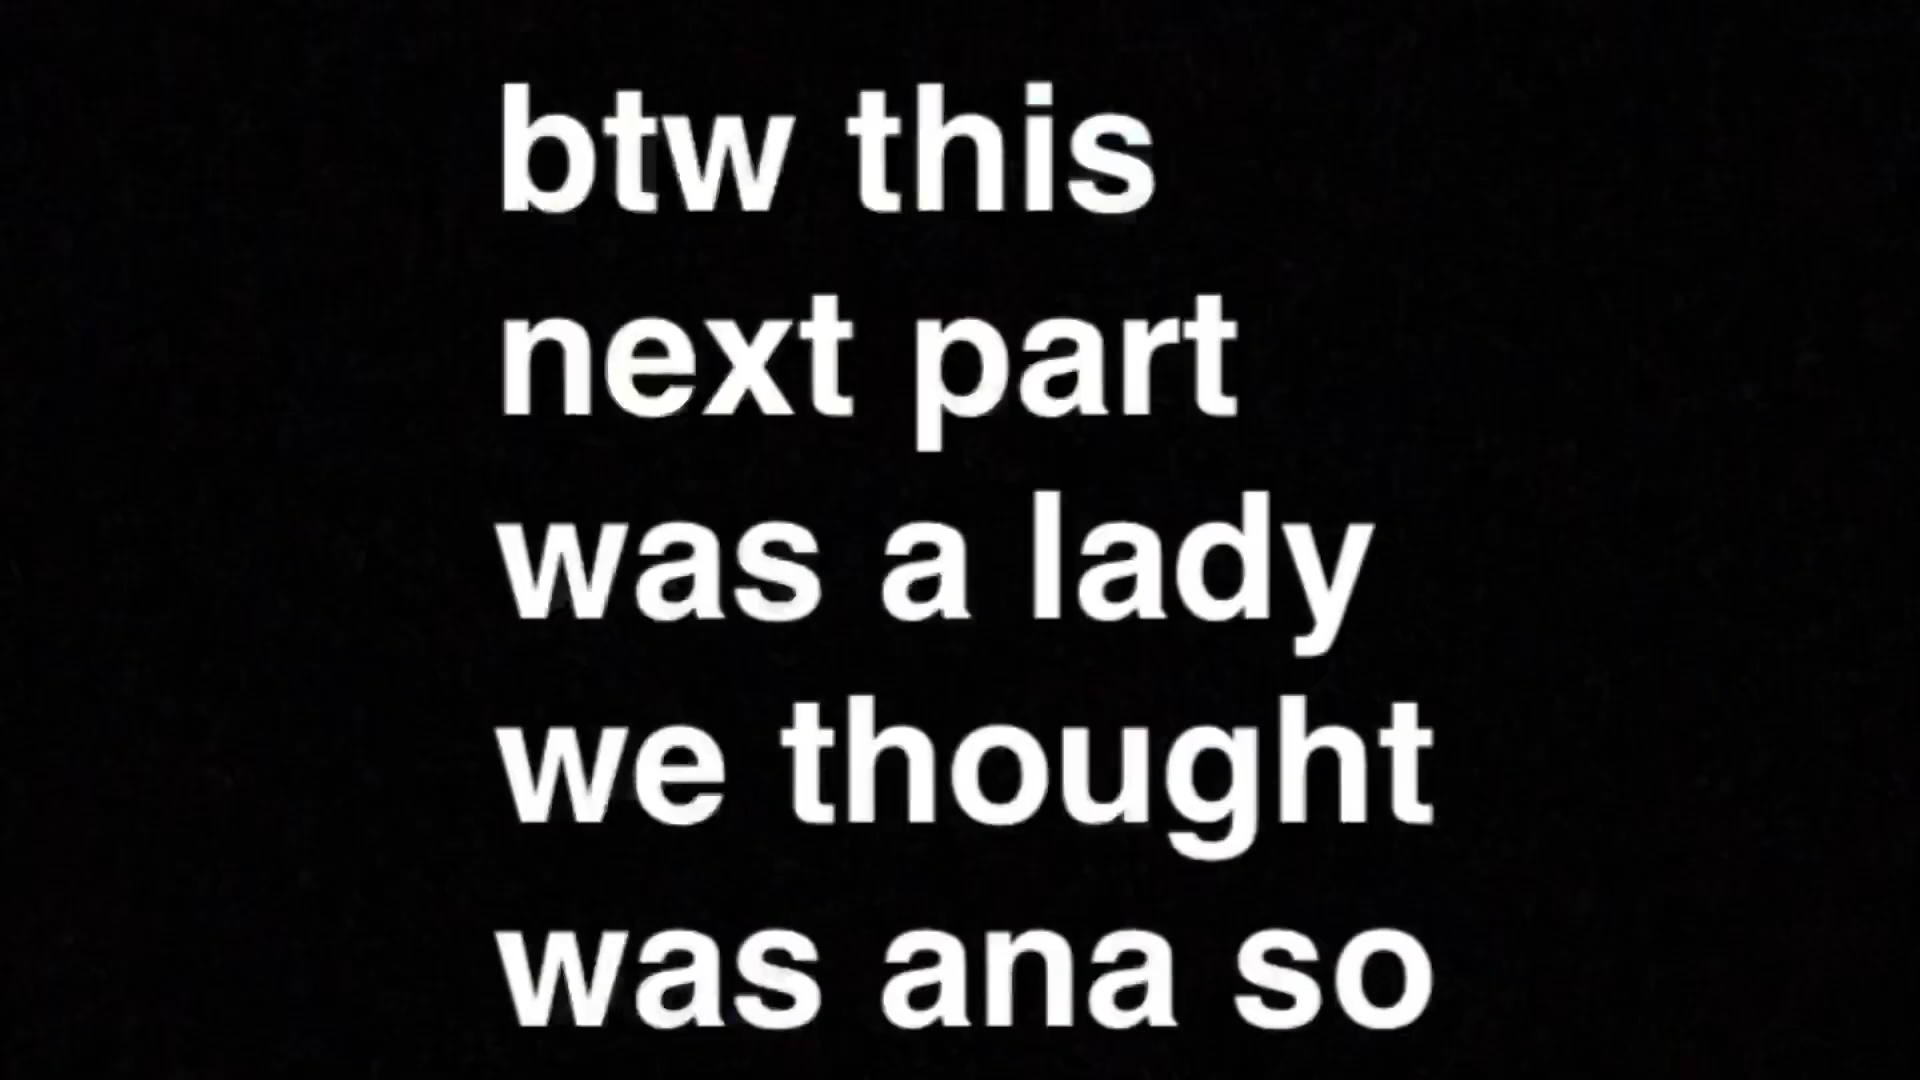 btw this
next part
was a lady
we thought
was ana so